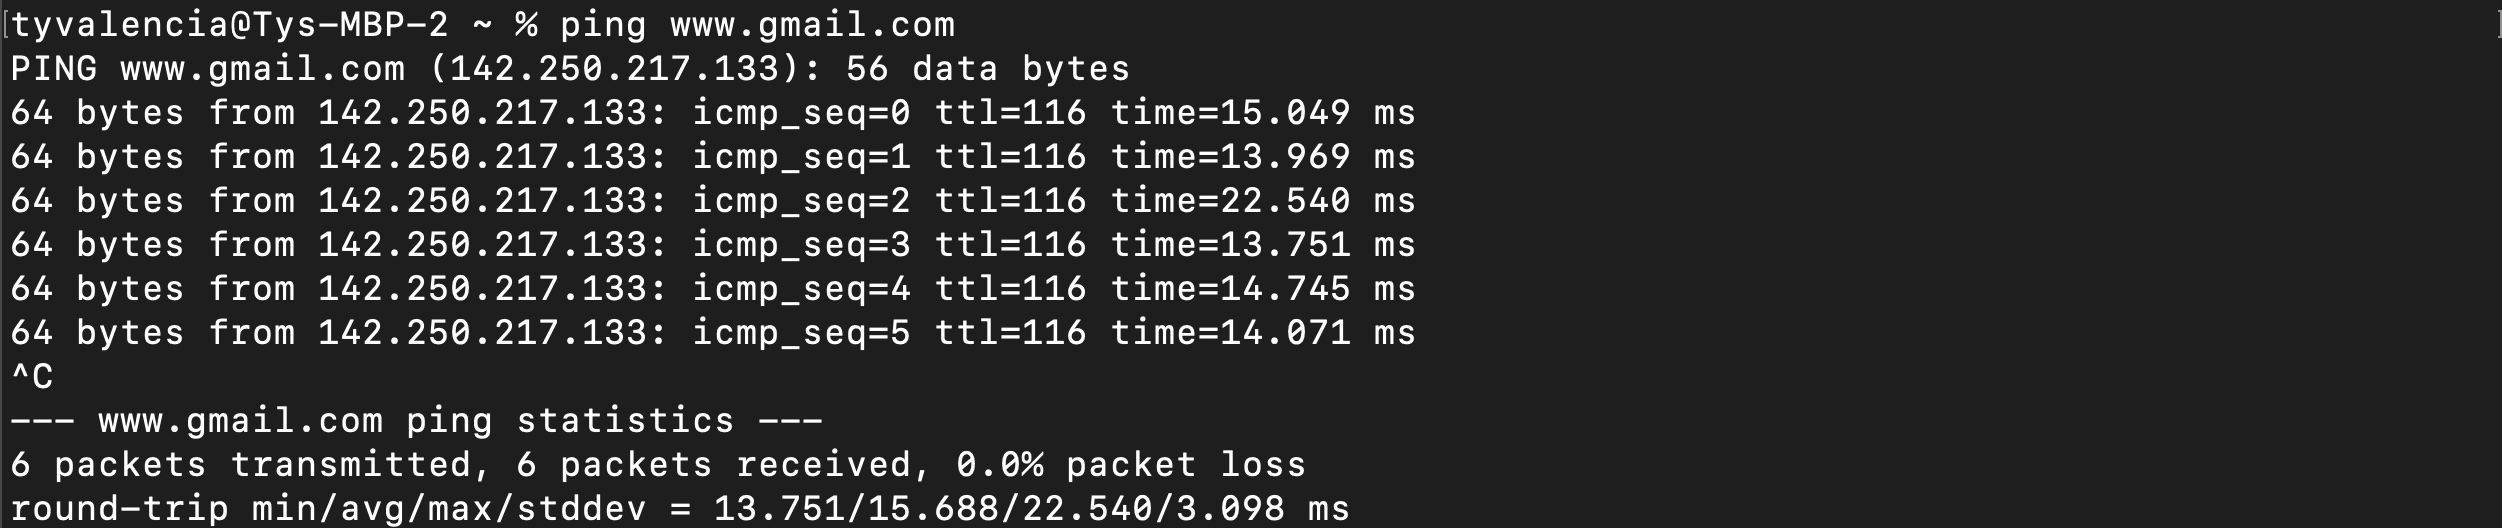 tyvalencia@Tys-MBP-2 ~ % ping www.gmail.com
PING www.gmail.com (142.250.217.133): 56 data bytes
64 bytes from 142.250.217.133: icmp_seq=0 ttl=116 time=15.049 ms
64 bytes from 142.250.217.133: icmp_seq=1 ttl=116 time=13.969 ms
64 bytes from 142.250.217.133: icmp_seq=2 ttl=116 time=22.540 ms
64 bytes from 142.250.217.133: icmp_seq=3 ttl=116 time=13.751 ms
64 bytes from 142.250.217.133: icmp_seq=4 ttl=116 time=14.745 ms
64 bytes from 142.250.217.133: icmp_seq=5 ttl=116 time=14.071 ms
^C
--- www.gmail.com ping statistics ---
6 packets transmitted, 6 packets received, 0.0% packet loss
round-trip min/avg/max/stddev = 13.751/15.688/22.540/3.098 ms